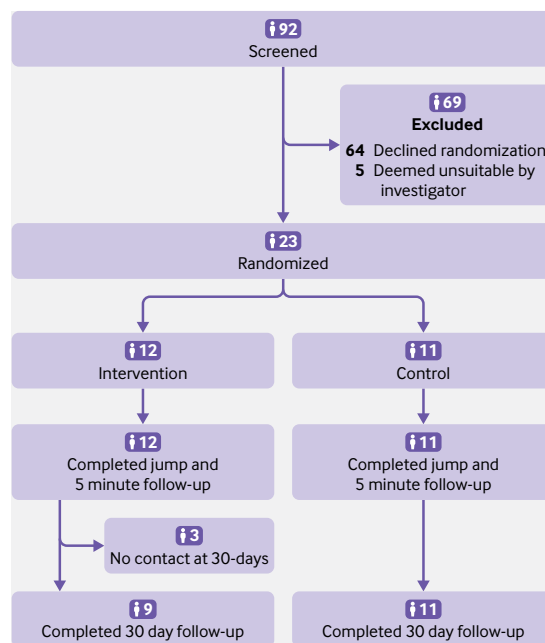 92
Screened
69
Excluded
64 Declined randomization
5 Deemed unsuitable by
investigator
23
Randomized
12
Intervention
11
Control
12
Completed jump and
5 minute follow-up
11
Completed jump and
5 minute follow-up
3
No contact at 30-days
9
Completed 30 day follow-up
11
Completed 30 day follow-up